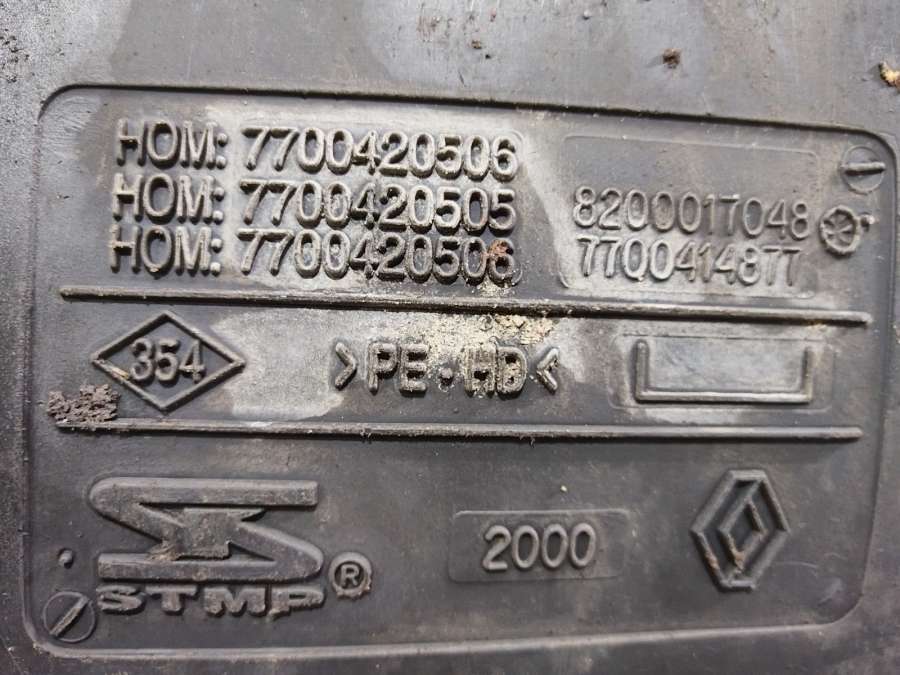 HOM: 7700420506
HOM: 7700420505 8200017048
HOM: 7700420506 7700414877
354 >PE-HD<
STMP® 2000